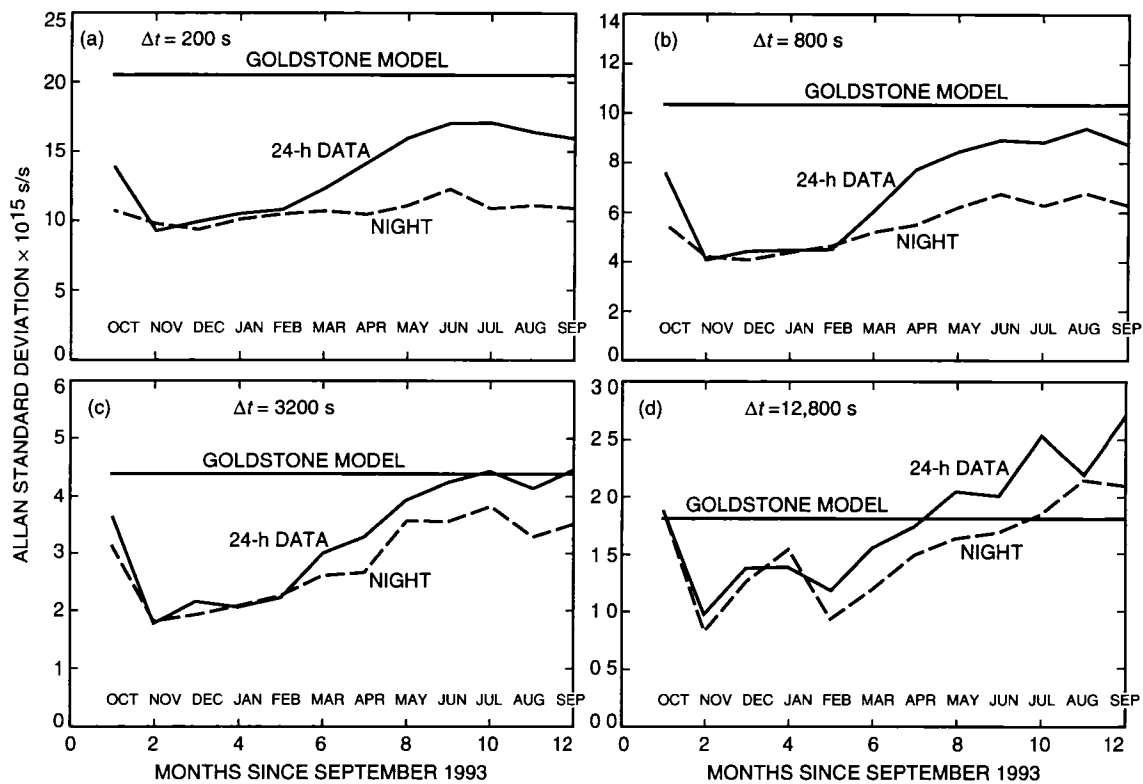 ALLAN STANDARD DEVIATION × 10^15 s/s
(a) Δt = 200 s
GOLDSTONE MODEL
24-h DATA
NIGHT
25
20
15
10
5
0
OCT NOV DEC JAN FEB MAR APR MAY JUN JUL AUG SEP
(b) Δt = 800 s
GOLDSTONE MODEL
24-h DATA
NIGHT
14
12
10
8
6
4
2
0
OCT NOV DEC JAN FEB MAR APR MAY JUN JUL AUG SEP
(c) Δt = 3200 s
GOLDSTONE MODEL
24-h DATA
NIGHT
6
5
4
3
2
1
0
OCT NOV DEC JAN FEB MAR APR MAY JUN JUL AUG SEP
0 2 4 6 8 10 12
MONTHS SINCE SEPTEMBER 1993
(d) Δt = 12,800 s
24-h DATA
GOLDSTONE MODEL
NIGHT
3 0
2 5
2 0
1 5
1 0
0 5
0 0
OCT NOV DEC JAN FEB MAR APR MAY JUN JUL AUG SEP
0 2 4 6 8 10 12
MONTHS SINCE SEPTEMBER 1993